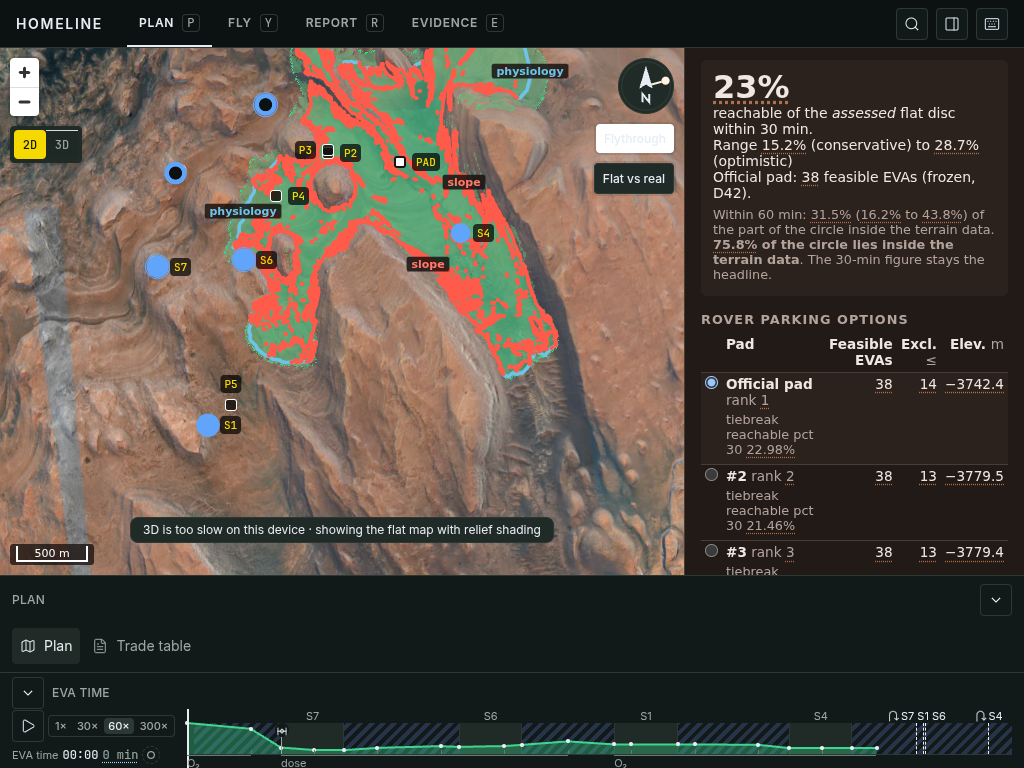 HOMELINE
PLAN P
FLY Y
REPORT R
EVIDENCE E
+
−
2D 3D
physiology
N
Flythrough
Flat vs real
P3
P2
PAD
slope
P4
physiology
S4
S6
S7
slope
P5
S1
3D is too slow on this device · showing the flat map with relief shading
500 m
23%
reachable of the assessed flat disc
within 30 min.
Range 15.2% (conservative) to 28.7%
(optimistic)
Official pad: 38 feasible EVAs (frozen,
D42).
Within 60 min: 31.5% (16.2% to 43.8%) of
the part of the circle inside the terrain data.
75.8% of the circle lies inside the
terrain data. The 30-min figure stays the
headline.
ROVER PARKING OPTIONS
Pad Feasible EVAs Excl. ≤ Elev. m
Official pad 38 14 −3742.4
rank 1
tiebreak
reachable pct
30 22.98%
#2 rank 2 38 13 −3779.5
tiebreak
reachable pct
30 21.46%
#3 rank 3 38 13 −3779.4
tiebreak
PLAN
Plan
Trade table
EVA TIME
1× 30× 60× 300×
EVA time 00:00 0 min
S7 S6 S1 S4 S7 S1 S6 S4
O₂ dose O₂